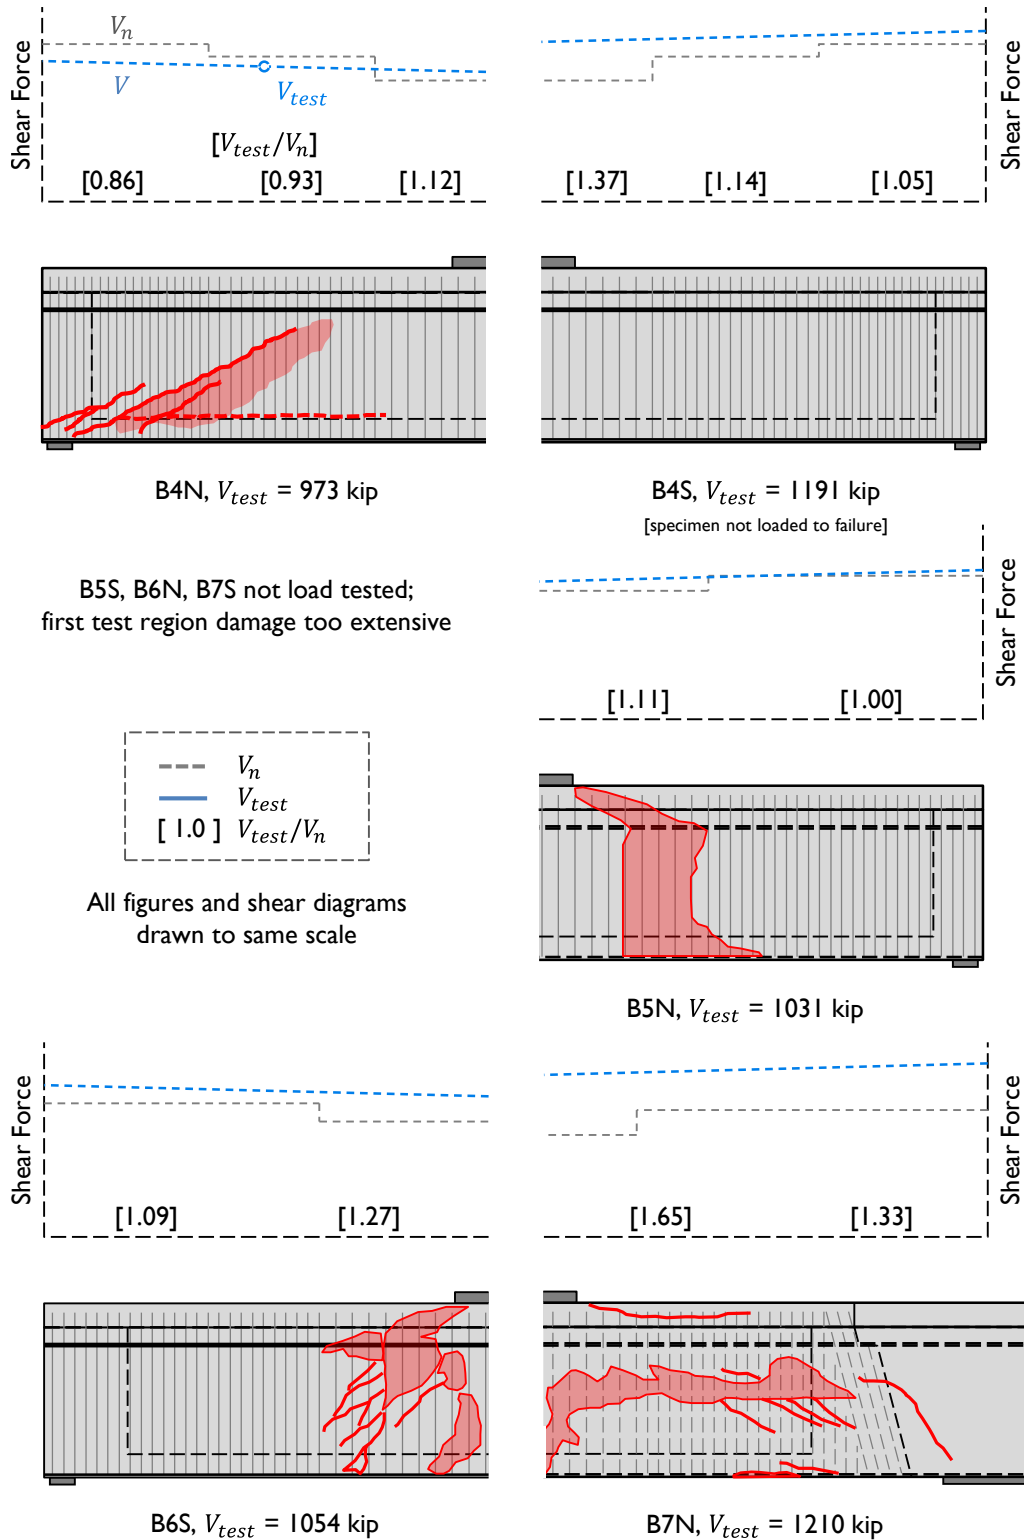 Shear Force
Vn
V
Vtest
[Vtest/Vn]
[0.86]
[0.93]
[1.12]
[1.37]
[1.14]
[1.05]
Shear Force
B4N, Vtest = 973 kip
B4S, Vtest = 1191 kip
[specimen not loaded to failure]
B5S, B6N, B7S not load tested;
first test region damage too extensive
Shear Force
[1.11]
[1.00]
Vn
Vtest
[ 1.0 ] Vtest/Vn
All figures and shear diagrams
drawn to same scale
B5N, Vtest = 1031 kip
Shear Force
[1.09]
[1.27]
[1.65]
[1.33]
Shear Force
B6S, Vtest = 1054 kip
B7N, Vtest = 1210 kip